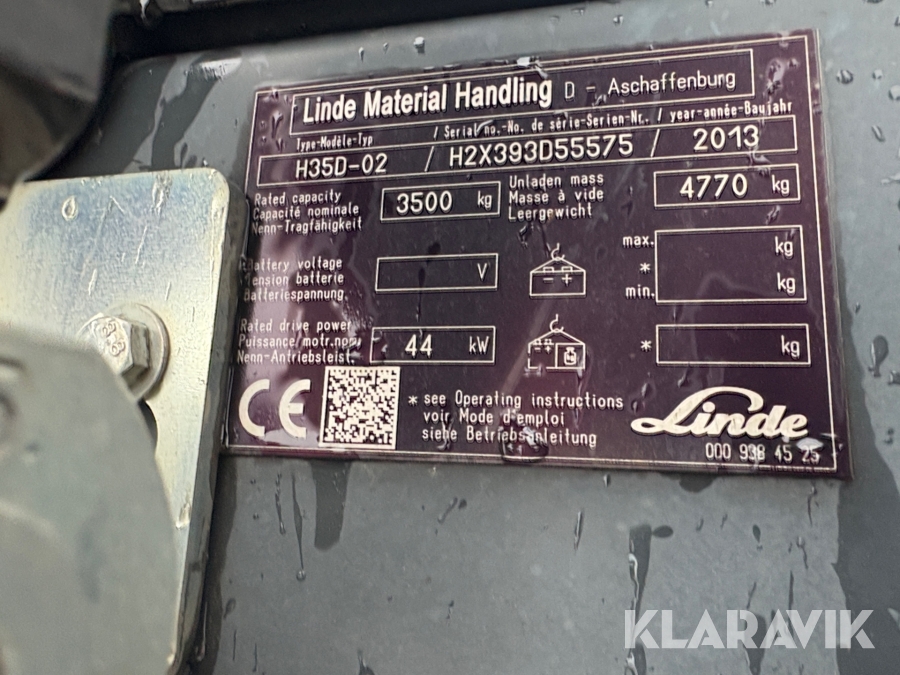 Linde Material Handling D - Aschaffenburg
Type-Modèle-Typ / Serial no.-No. de série-Serien-Nr. / year-année-Baujahr
H35D-02 / H2X393D55575 / 2013
Rated capacity
Capacité nominale
Nenn-Tragfähigkeit
3500 kg
Unladen mass
Masse à vide
Leergewicht
4770 kg
Battery voltage
Tension batterie
Batteriespannung
V
max. kg
*
min. kg
Rated drive power
Puissance motr.nom.
Nenn-Antriebsleist.
44 kW
* kg
CE
* see Operating instructions
voir Mode d'emploi
siehe Betriebsanleitung
Linde
000 938 45 25
KLARAVIK